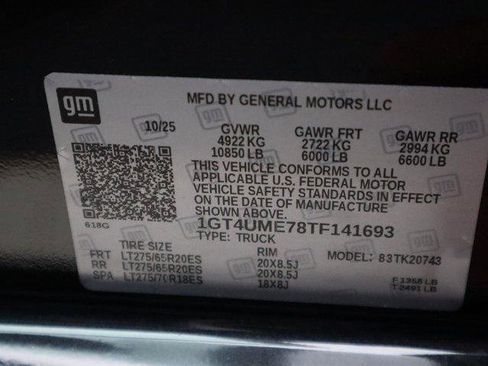 gm
MFD BY GENERAL MOTORS LLC
10/25 GVWR GAWR FRT GAWR RR
4922 KG 2722 KG 2994 KG
10850 LB 6000 LB 6600 LB
THIS VEHICLE CONFORMS TO ALL
APPLICABLE U.S. FEDERAL MOTOR
VEHICLE SAFETY STANDARDS IN EFFECT
ON THE DATE OF MANUFACTURE
SHOWN ABOVE.
618G 1GT4UME78TF141693
TYPE: TRUCK MODEL:
TIRE SIZE RIM
FRT LT275/65R20ES 20X8.5J
RR LT275/65R20ES 20X8.5J
SPA LT275/70R18ES 18X8J